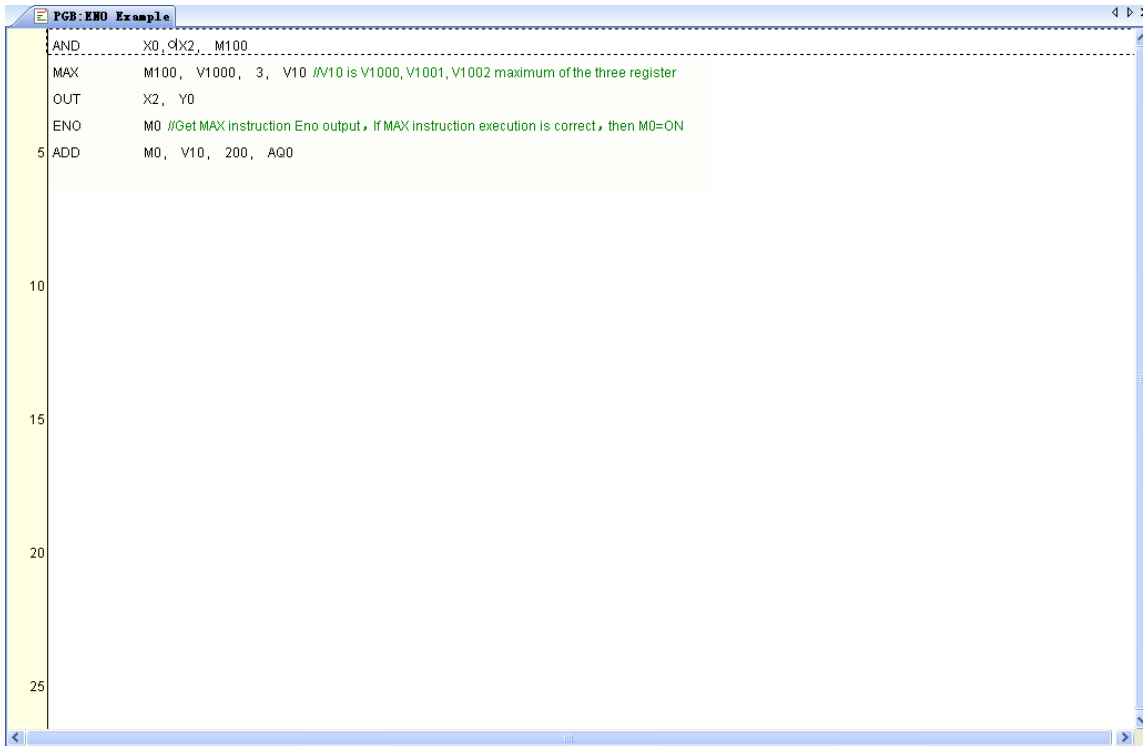 PGB:ENO Example
AND X0, X2, M100
MAX M100, V1000, 3, V10 //V10 is V1000, V1001, V1002 maximum of the three register
OUT X2, Y0
ENO M0 //Get MAX instruction Eno output，If MAX instruction execution is correct，then M0=ON
5 ADD M0, V10, 200, AQ0
10
15
20
25